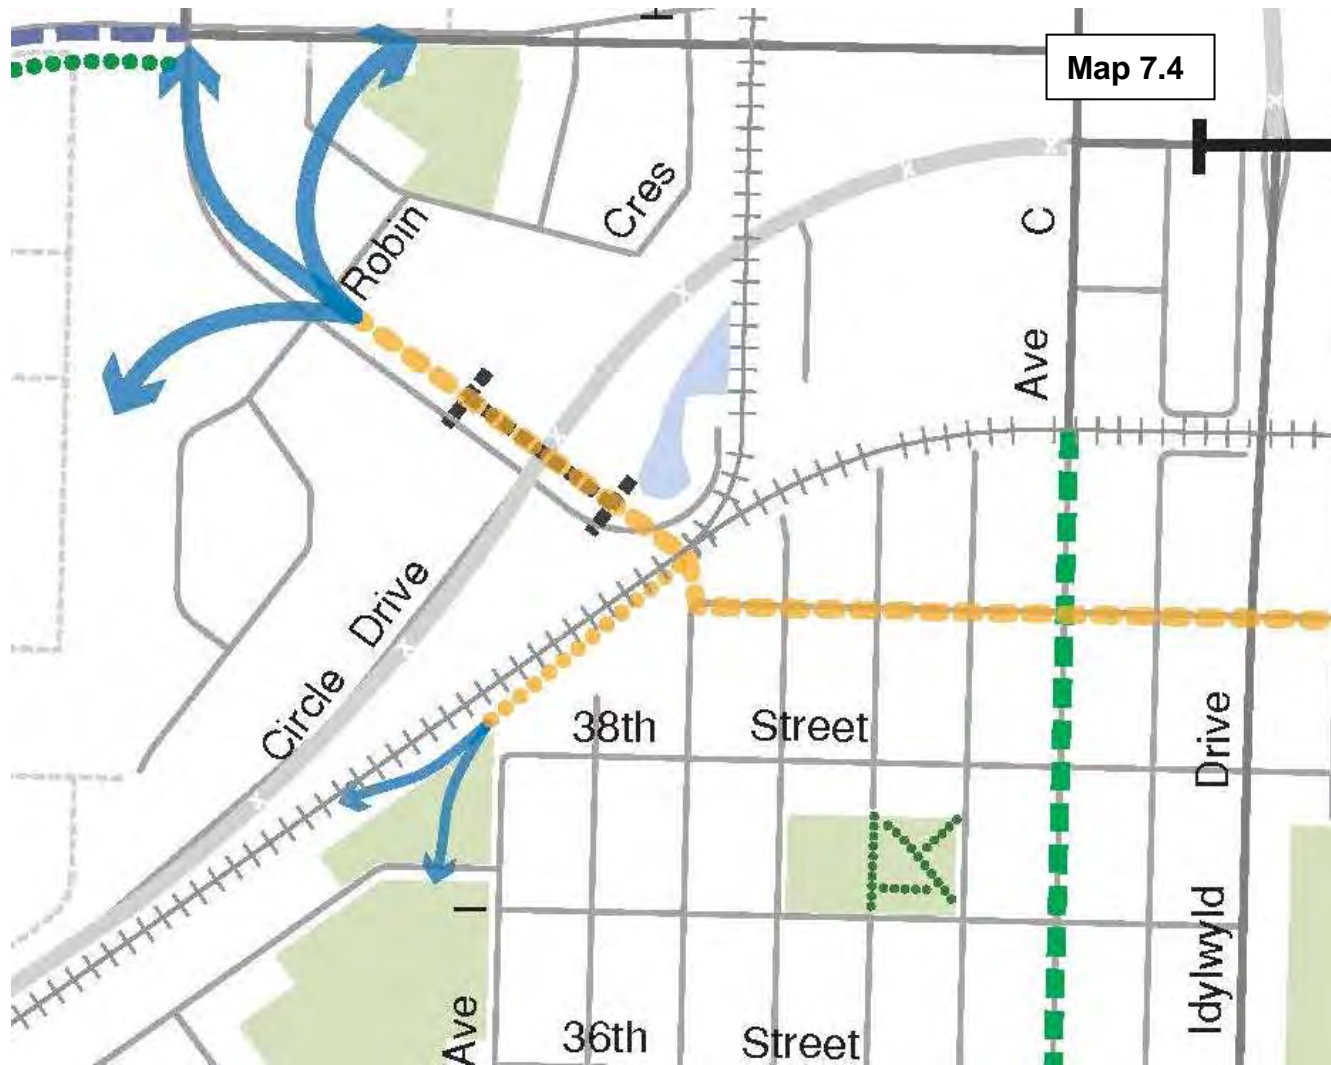 Map 7.4
Robin
Cres
Ave C
Circle Drive
38th Street
Idylwyld Drive
Ave I
36th Street